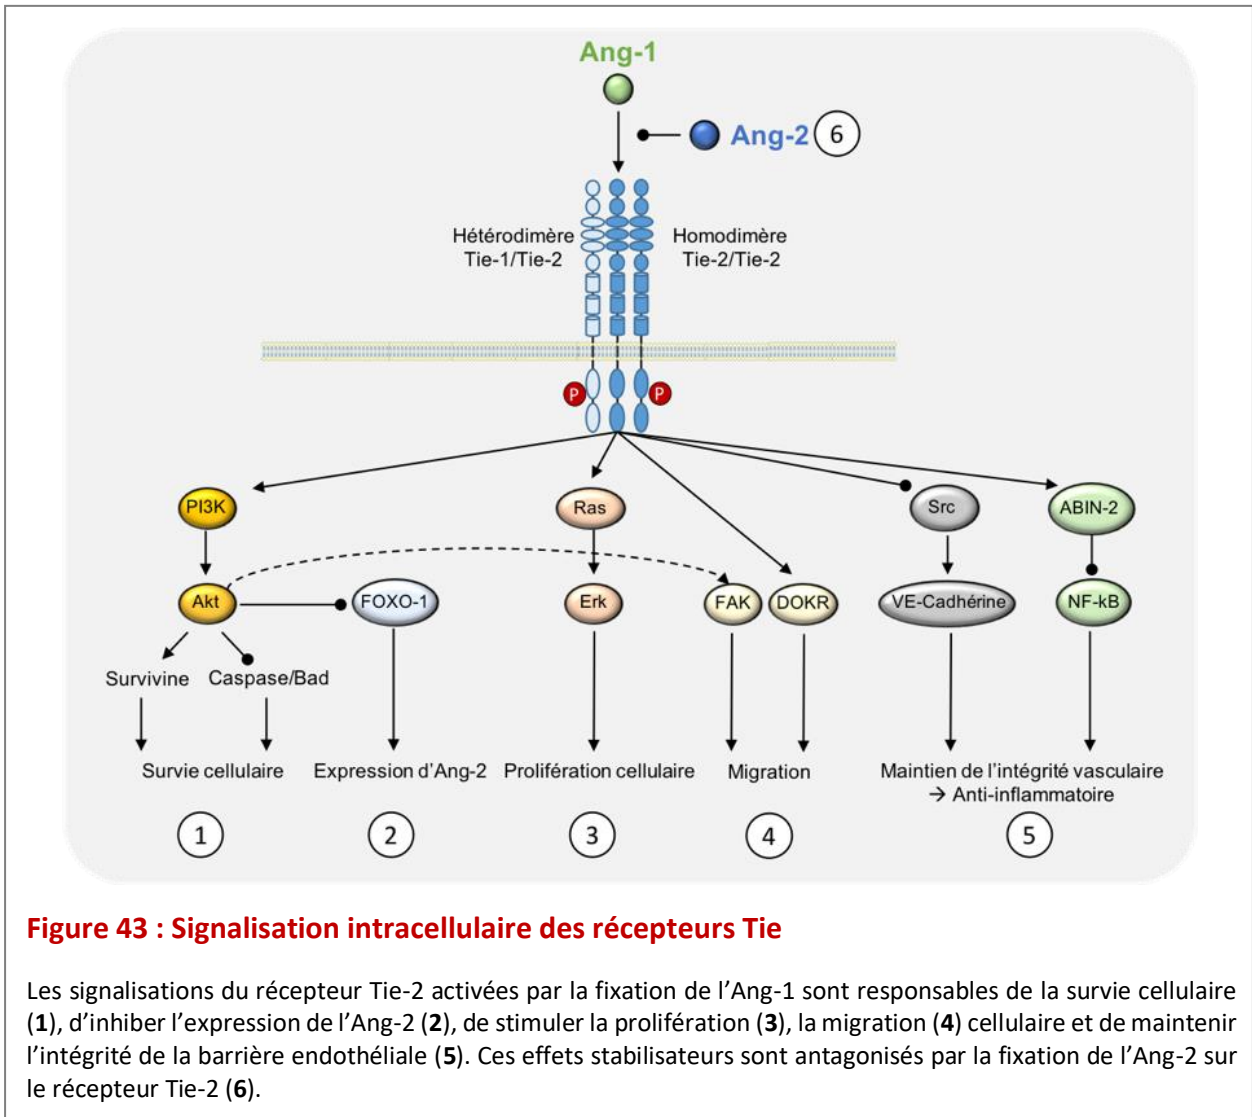 Ang-1
Ang-2 6
Hétérodimère
Tie-1/Tie-2
Homodimère
Tie-2/Tie-2
P
P
PI3K
Ras
Src
ABIN-2
Akt
FOXO-1
Erk
FAK
DOKR
VE-Cadhérine
NF-kB
Survivine
Caspase/Bad
Survie cellulaire
Expression d'Ang-2
Prolifération cellulaire
Migration
Maintien de l'intégrité vasculaire
→ Anti-inflammatoire
1
2
3
4
5
Figure 43 : Signalisation intracellulaire des récepteurs Tie
Les signalisations du récepteur Tie-2 activées par la fixation de l'Ang-1 sont responsables de la survie cellulaire
(1), d'inhiber l'expression de l'Ang-2 (2), de stimuler la prolifération (3), la migration (4) cellulaire et de maintenir
l'intégrité de la barrière endothéliale (5). Ces effets stabilisateurs sont antagonisés par la fixation de l'Ang-2 sur
le récepteur Tie-2 (6).